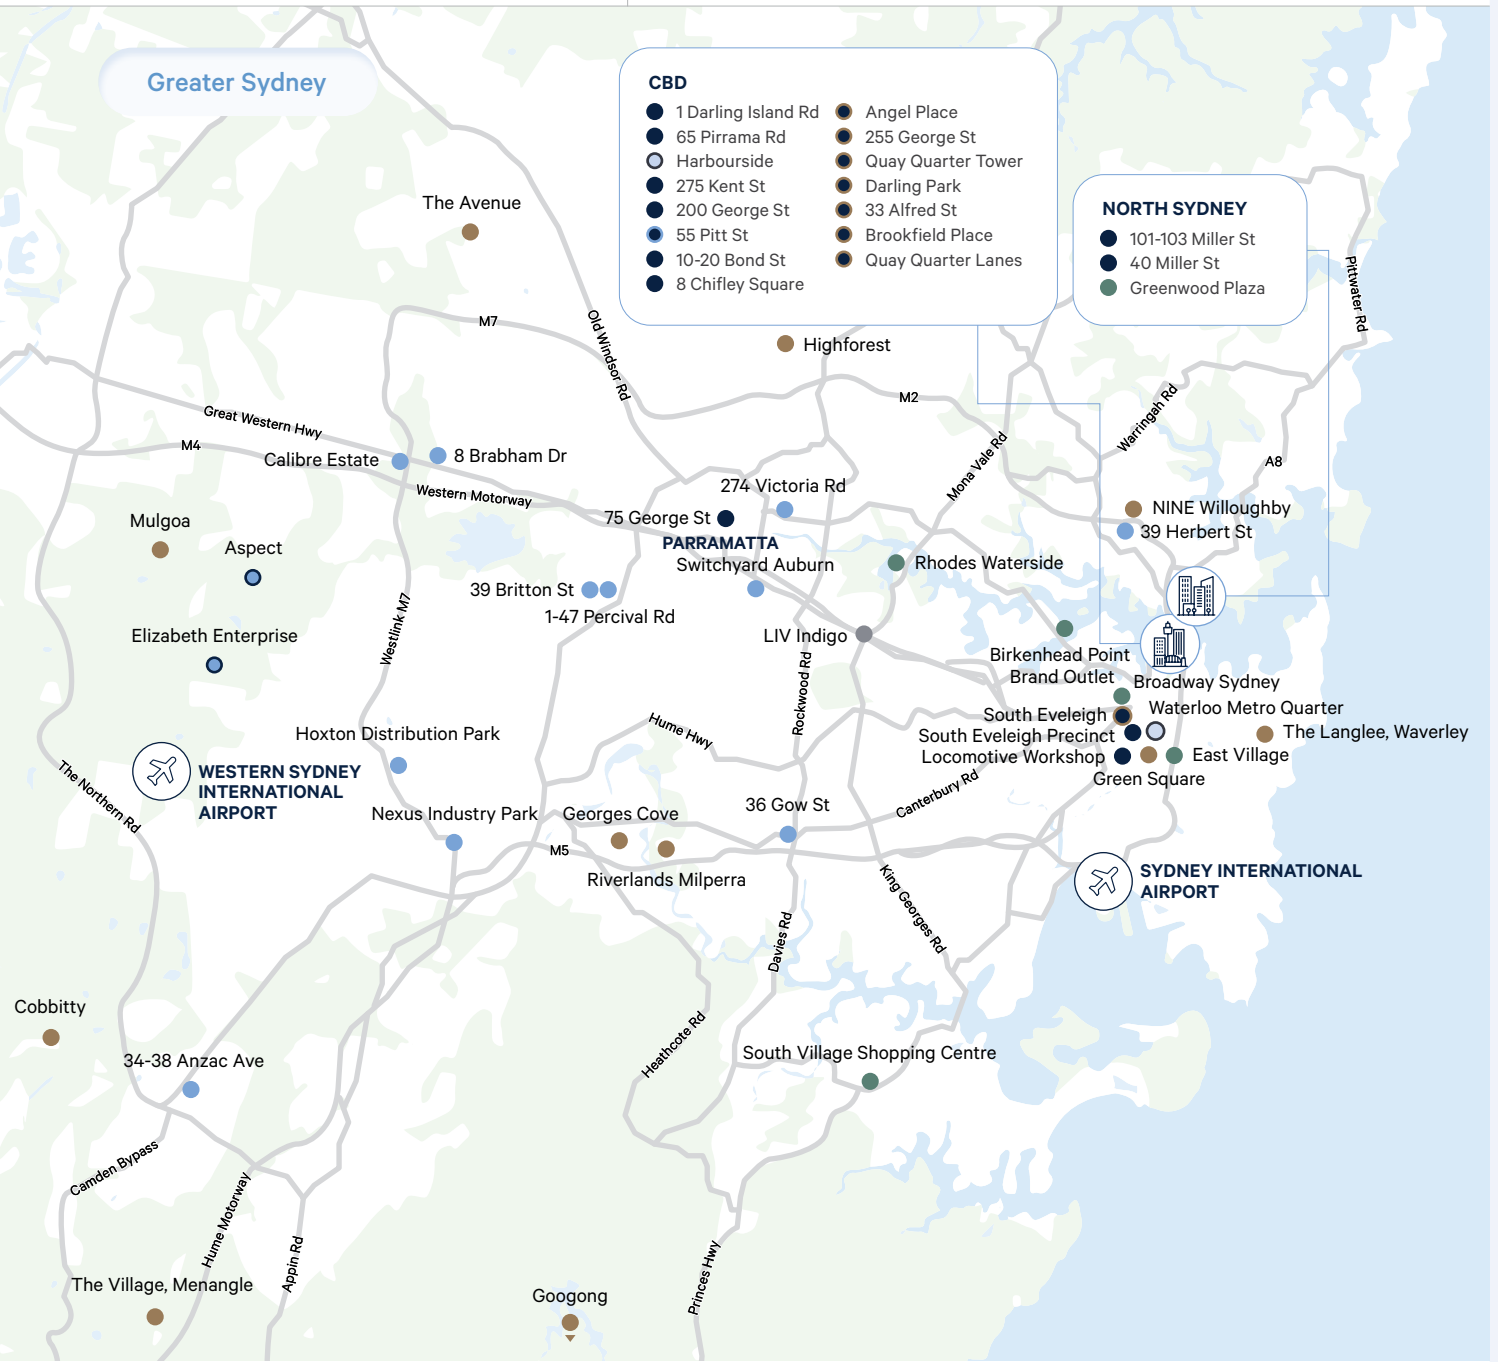 Greater Sydney
CBD
1 Darling Island Rd
65 Pirrama Rd
Harbourside
275 Kent St
200 George St
55 Pitt St
10-20 Bond St
8 Chifley Square
Angel Place
255 George St
Quay Quarter Tower
Darling Park
33 Alfred St
Brookfield Place
Quay Quarter Lanes
NORTH SYDNEY
101-103 Miller St
40 Miller St
Greenwood Plaza
The Avenue
Pittwater Rd
M7
Old Windsor Rd
Highforest
M2
Great Western Hwy
M4
Warringah Rd
Calibre Estate
8 Brabham Dr
Mona Vale Rd
A8
Western Motorway
274 Victoria Rd
NINE Willoughby
Mulgoa
75 George St
39 Herbert St
PARRAMATTA
Aspect
Switchyard Auburn
Rhodes Waterside
39 Britton St
1-47 Percival Rd
Westlink M7
Elizabeth Enterprise
LIV Indigo
Birkenhead Point
Brand Outlet
Broadway Sydney
Rockwood Rd
Waterloo Metro Quarter
South Eveleigh
South Eveleigh Precinct
The Langlee, Waverley
Hume Hwy
Hoxton Distribution Park
Locomotive Workshop
East Village
Green Square
WESTERN SYDNEY
INTERNATIONAL
AIRPORT
The Northern Rd
Canterbury Rd
Nexus Industry Park
Georges Cove
36 Gow St
M5
Riverlands Milperra
SYDNEY INTERNATIONAL
AIRPORT
King Georges Rd
Davies Rd
Cobbitty
Heathcote Rd
34-38 Anzac Ave
South Village Shopping Centre
Camden Bypass
Hume Motorway
Appin Rd
Princes Hwy
The Village, Menangle
Googong